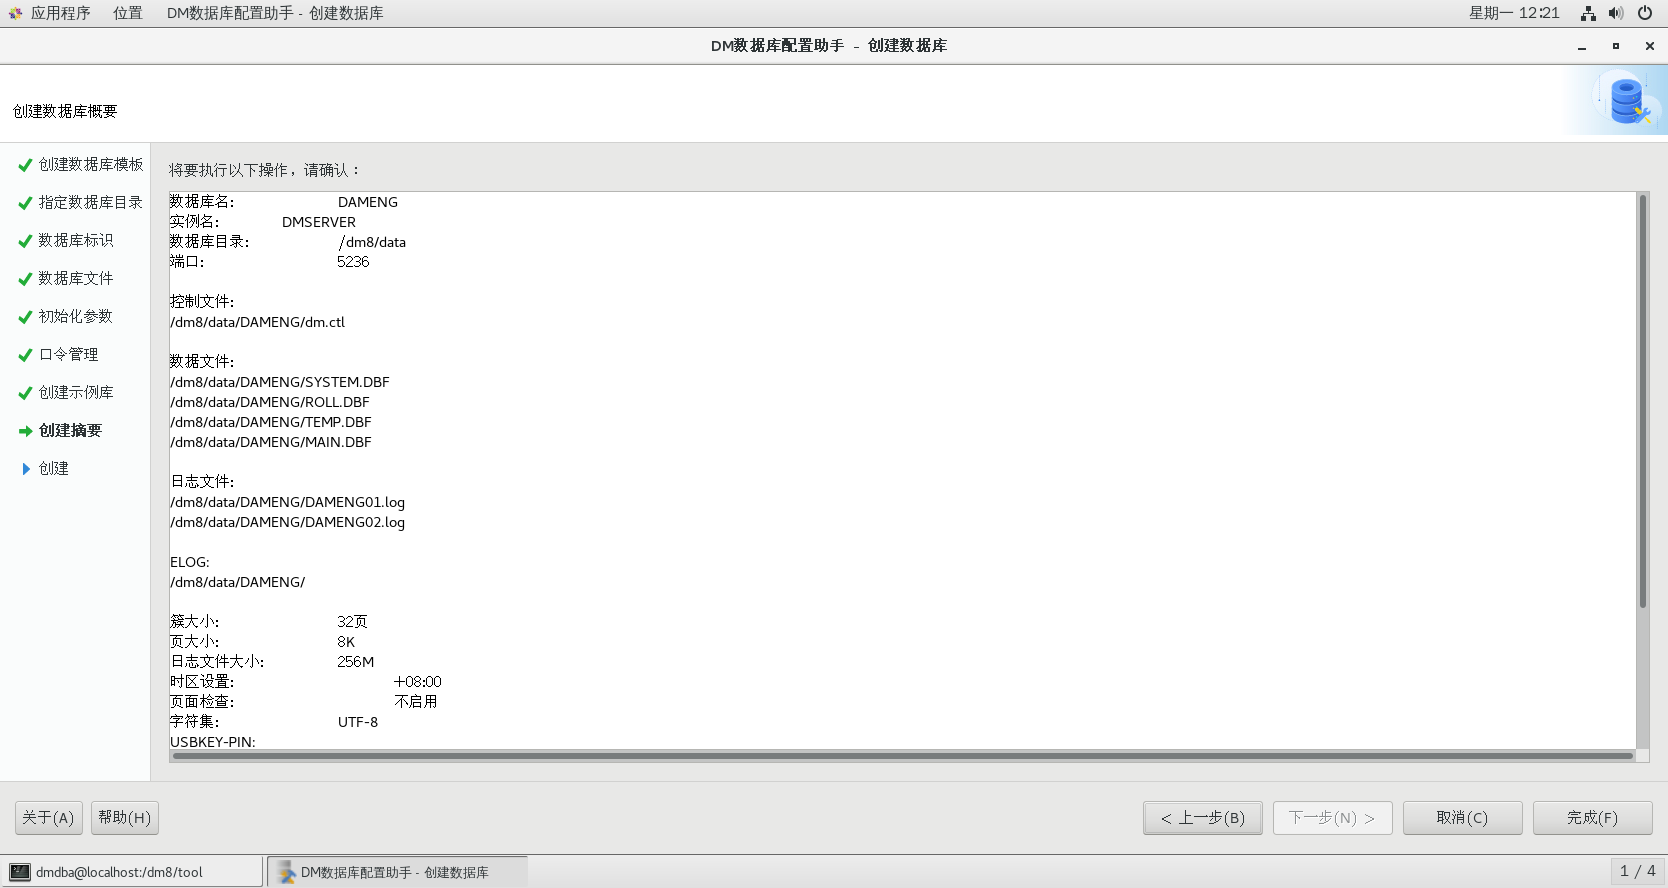 应用程序 位置 DM数据库配置助手 - 创建数据库 星期一 12:21
DM数据库配置助手 - 创建数据库
创建数据库概要
创建数据库模板
指定数据库目录
数据库标识
数据库文件
初始化参数
口令管理
创建示例库
创建摘要
创建
将要执行以下操作，请确认：
数据库名: DAMENG
实例名: DMSERVER
数据库目录: /dm8/data
端口: 5236
控制文件:
/dm8/data/DAMENG/dm.ctl
数据文件:
/dm8/data/DAMENG/SYSTEM.DBF
/dm8/data/DAMENG/ROLL.DBF
/dm8/data/DAMENG/TEMP.DBF
/dm8/data/DAMENG/MAIN.DBF
日志文件:
/dm8/data/DAMENG/DAMENG01.log
/dm8/data/DAMENG/DAMENG02.log
ELOG:
/dm8/data/DAMENG/
簇大小: 32页
页大小: 8K
日志文件大小: 256M
时区设置: +08:00
页面检查: 不启用
字符集: UTF-8
USBKEY-PIN:
关于(A) 帮助(H) < 上一步(B) 下一步(N) > 取消(C) 完成(F)
dmdba@localhost:/dm8/tool DM数据库配置助手 - 创建数据库 1 / 4